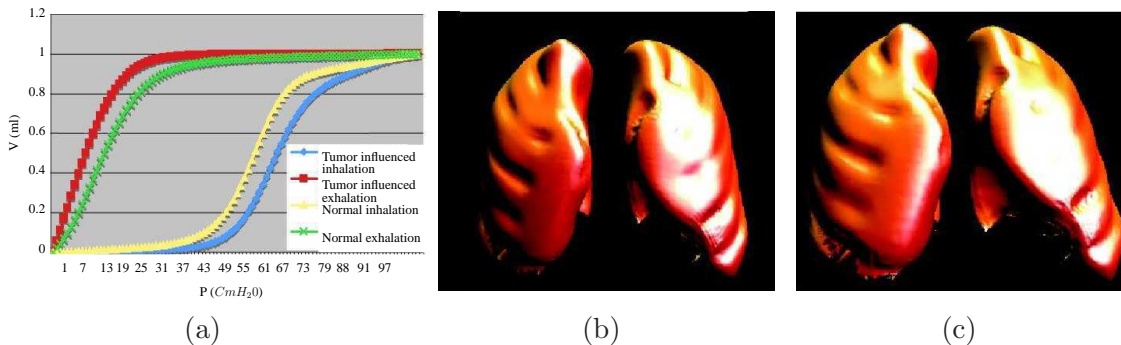 1.2
1
0.8
0.6
0.4
0.2
0
V (ml)
Tumor influenced
inhalation
Tumor influenced
exhalation
Normal inhalation
Normal exhalation
1 7 13 19 25 31 37 43 49 55 61 67 73 79 88 91 97
P (CmH₂0)
(a)
(b)
(c)